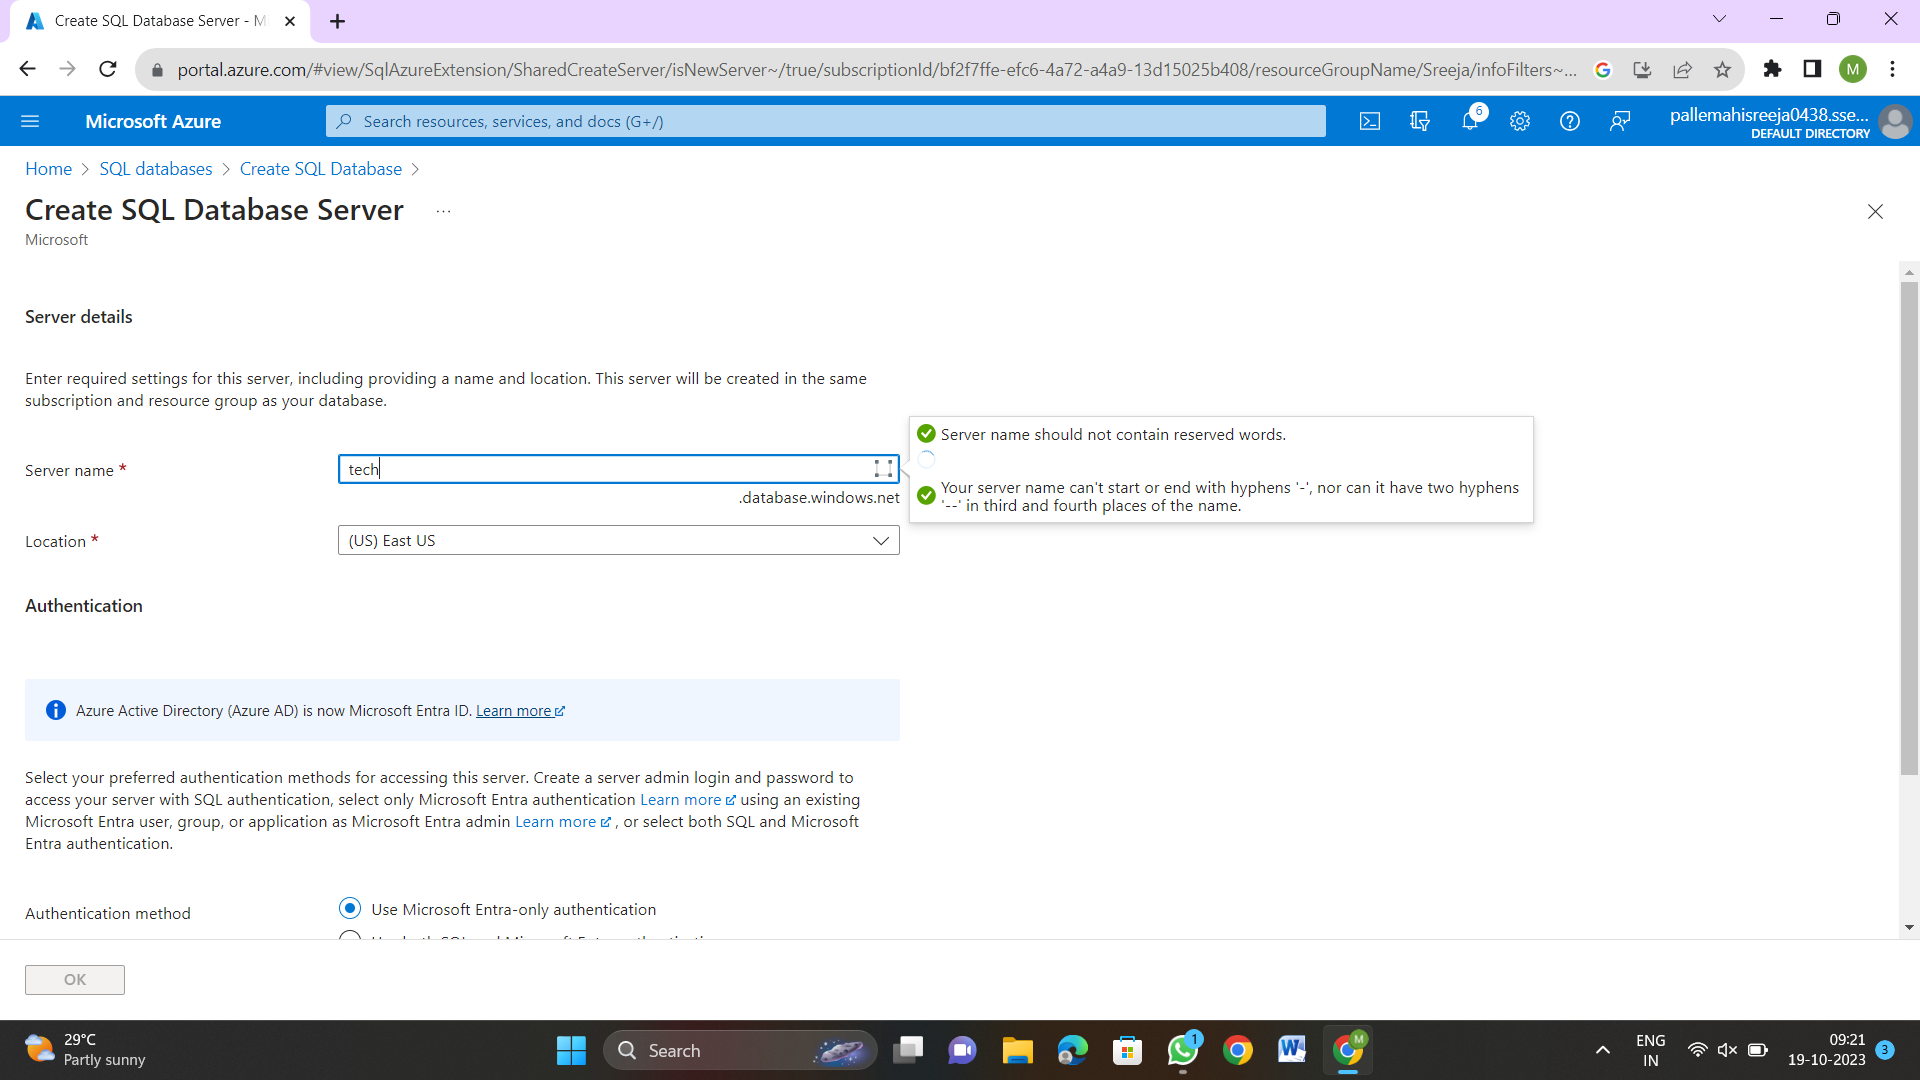 Create SQL Database Server - M
portal.azure.com/#view/SqlAzureExtension/SharedCreateServer/isNewServer~/true/subscriptionId/bf2f7ffe-efc6-4a72-a4a9-13d15025b408/resourceGroupName/Sreeja/infoFilters~...
M
Microsoft Azure
Search resources, services, and docs (G+/)
6
pallemahisreeja0438.sse...
DEFAULT DIRECTORY
Home > SQL databases > Create SQL Database >
Create SQL Database Server ...
Microsoft
Server details
Enter required settings for this server, including providing a name and location. This server will be created in the same
subscription and resource group as your database.
Server name *
tech
.database.windows.net
Server name should not contain reserved words.
Your server name can't start or end with hyphens '-', nor can it have two hyphens
'--' in third and fourth places of the name.
Location *
(US) East US
Authentication
Azure Active Directory (Azure AD) is now Microsoft Entra ID. Learn more
Select your preferred authentication methods for accessing this server. Create a server admin login and password to
access your server with SQL authentication, select only Microsoft Entra authentication Learn more using an existing
Microsoft Entra user, group, or application as Microsoft Entra admin Learn more , or select both SQL and Microsoft
Entra authentication.
Authentication method
Use Microsoft Entra-only authentication
OK
29°C
Partly sunny
Search
1
M
ENG
IN
09:21
19-10-2023
3